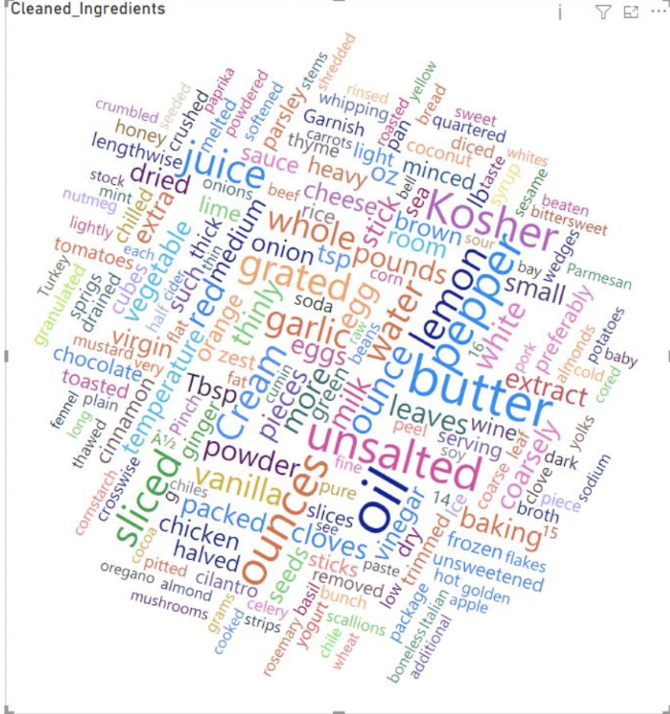 Cleaned_Ingredients
shredded
stems
yellow
paprika
powdered
seeded
crumbled
rinsed
whipping
roasted
bread
sweet
softened
parsley
crushed
melted
honey
Garnish
pan
quartered
lengthwise
carrots
thyme
light
coconut
diced
whites
juice
sauce
heavy
oz
minced
taste
syrup
sesame
stock
dried
onions
beef
cheese
bell
sea
lb
beaten
mint
extra
lime
rice
stick
Kosher
bittersweet
nutmeg
chilled
medium
whole
brown
sour
wedges
lightly
vegetable
thick
thin
onion
tsp
pounds
room
lemon
pepper
bay
Parmesan
tomatoes
each
such
grated
corn
small
Turkey
cubes
cider
half
red
soda
egg
water
white
preferably
granulated
sprigs
drained
orange
thinly
garlic
raw
beans
16
pork
almonds
potatoes
virgin
flat
zest
eggs
ounce
butter
cold
baby
mustard
very
temperature
fat
cumin
more
green
milk
extract
cored
chocolate
toasted
cinnamon
Tbsp
Cream
pieces
leaves
wine
coarsely
yolks
fennel
plain
long
Pinch
ginger
unsalted
peel
serving
leaf
dark
thawed
A½
powder
fine
soy
coarse
clove
sodium
crosswise
sliced
vanilla
pure
oil
14
ice
piece
broth
cornstarch
g
chiles
packed
ounces
slices
see
vinegar
baking
15
cocoa
chicken
cloves
dry
trimmed
frozen
flakes
pitted
halved
seeds
sticks
paste
unsweetened
oregano
almond
cilantro
removed
low
hot
golden
mushrooms
grams
celery
basil
bunch
package
Italian
apple
cooked
strips
rosemary
yogurt
scallions
chile
wheat
boneless
additional